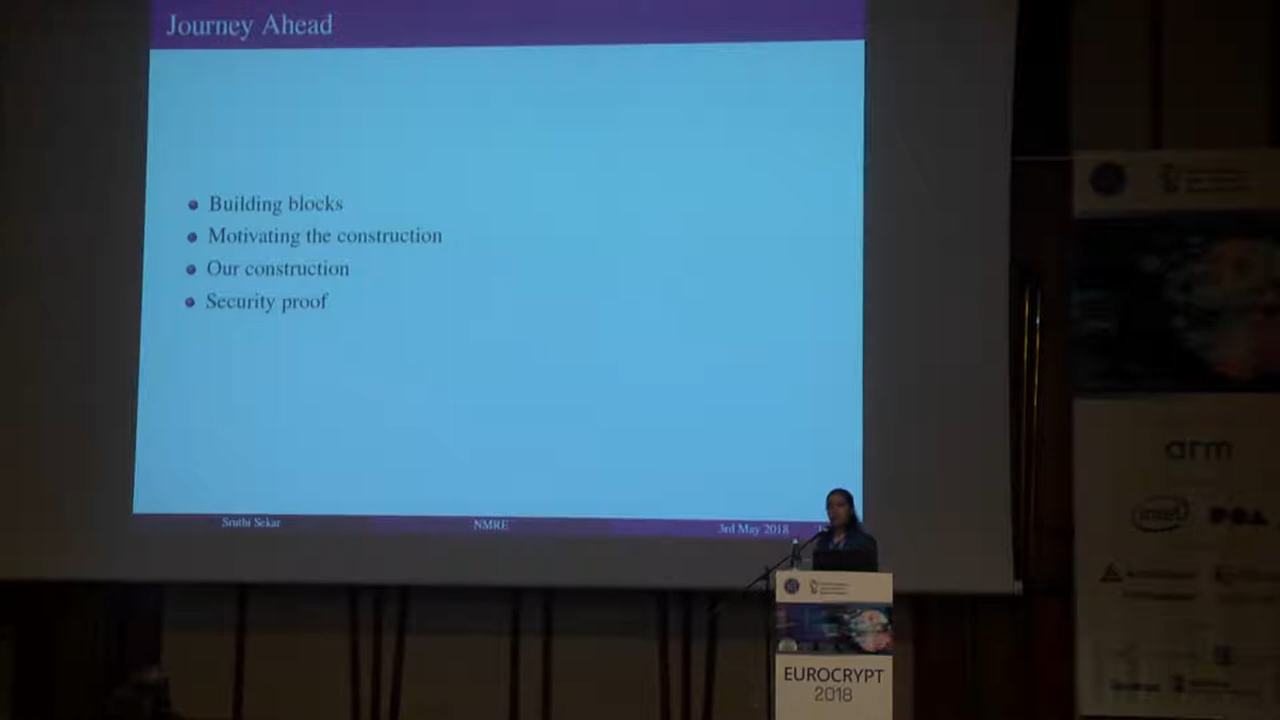 Journey Ahead
Building blocks
Motivating the construction
Our construction
Security proof
Sruthi Sekar
NMRE
3rd May 2018
EUROCRYPT
2018
arm
intel